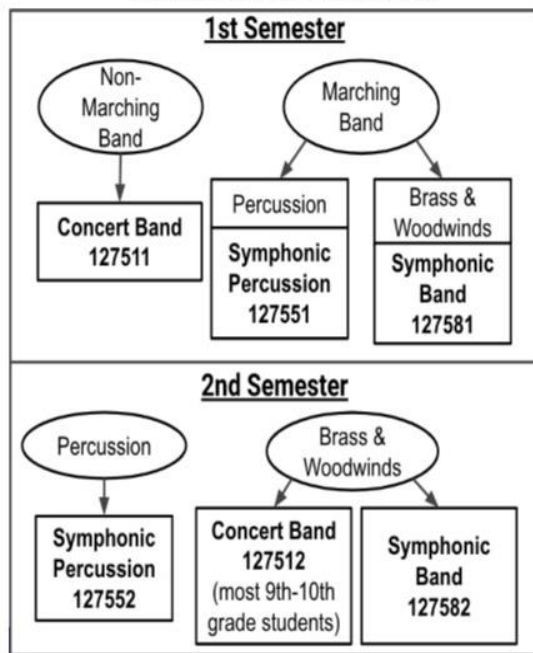 1st Semester
Non-
Marching
Band
Marching
Band
Concert Band
127511
Percussion
Symphonic
Percussion
127551
Brass &
Woodwinds
Symphonic
Band
127581
2nd Semester
Percussion
Brass &
Woodwinds
Symphonic
Percussion
127552
Concert Band
127512
(most 9th-10th
grade students)
Symphonic
Band
127582